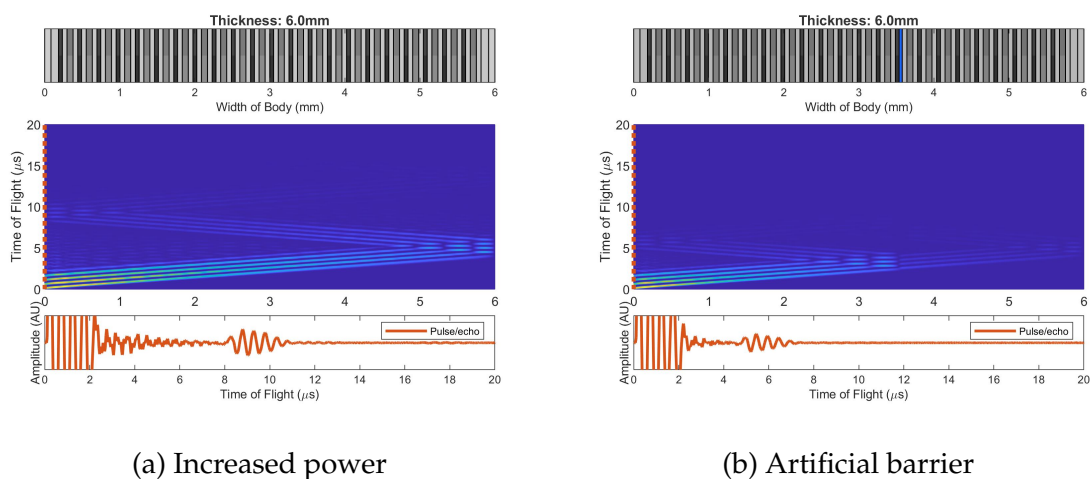 Thickness: 6.0mm
0 1 2 3 4 5 6
Width of Body (mm)
20
15
10
5
0
Time of Flight (μs)
0 1 2 3 4 5 6
Amplitude (AU)
Pulse/echo
0 2 4 6 8 10 12 14 16 18 20
Time of Flight (μs)
(a) Increased power
Thickness: 6.0mm
0 1 2 3 4 5 6
Width of Body (mm)
20
15
10
5
0
Time of Flight (μs)
0 1 2 3 4 5 6
Amplitude (AU)
Pulse/echo
0 2 4 6 8 10 12 14 16 18 20
Time of Flight (μs)
(b) Artificial barrier